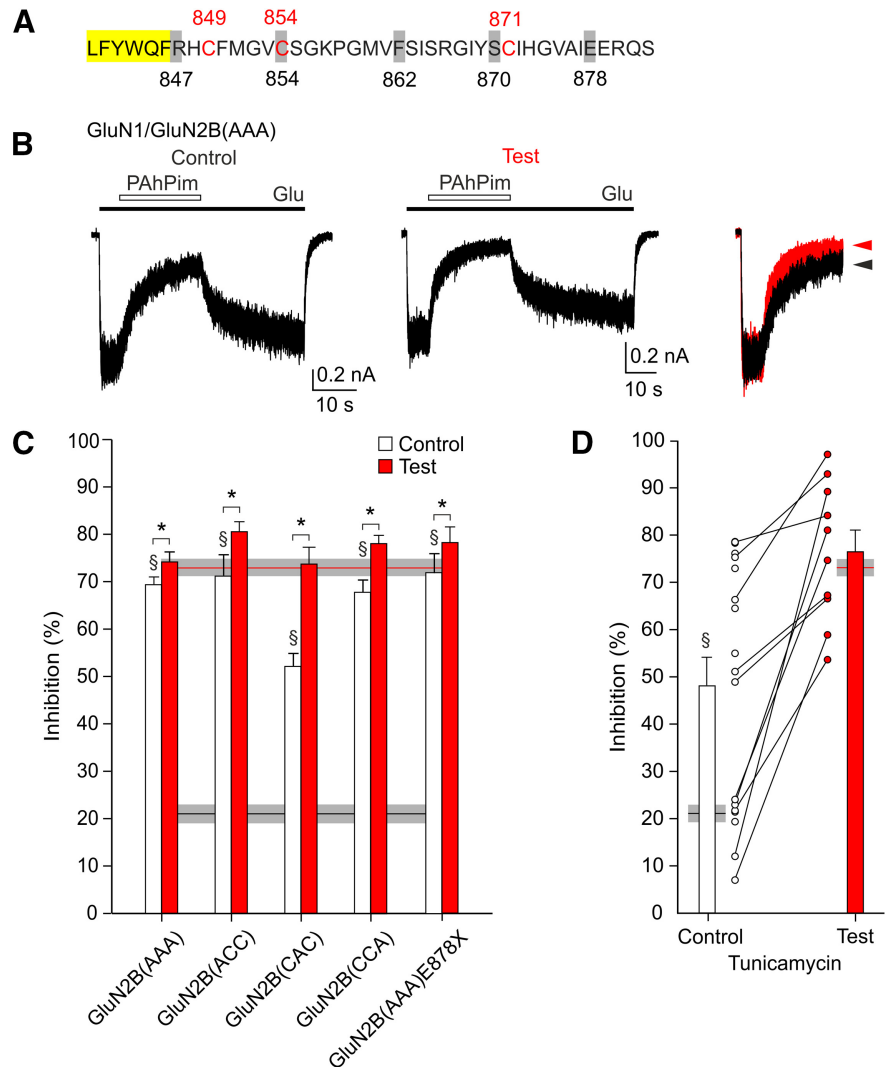 A
849 854 871
LFYWQFRHCFMGVCSGKPGMVFSISRGIYSCIHGVAIEERQS
847 854 862 870 878
B
GluN1/GluN2B(AAA)
Control
Test
PAhPim
Glu
PAhPim
Glu
0.2 nA
10 s
0.2 nA
10 s
C
100
90
80
70
60
50
40
30
20
10
0
Inhibition (%)
Control
Test
*
*
*
*
*
§
§
§
§
§
GluN2B(AAA)
GluN2B(ACC)
GluN2B(CAC)
GluN2B(CCA)
GluN2B(AAA)E878X
D
100
90
80
70
60
50
40
30
20
10
0
Inhibition (%)
§
Control
Test
Tunicamycin